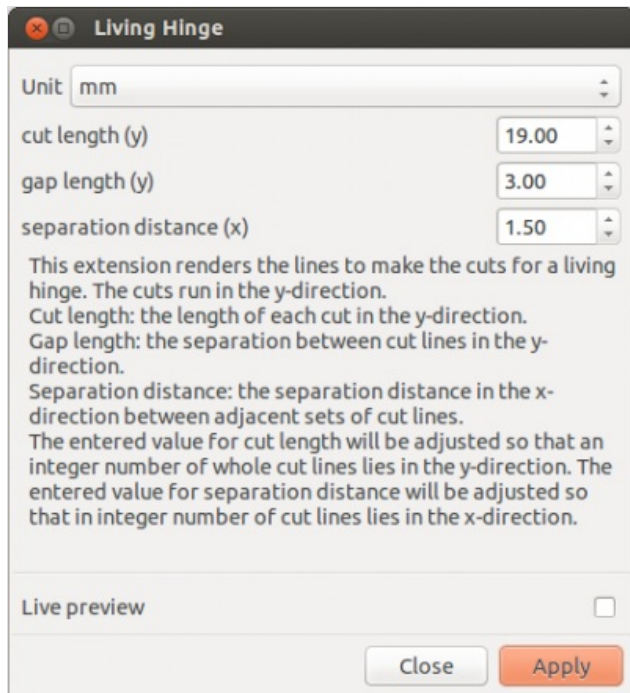 Living Hinge
Unit mm
cut length (y) 19.00
gap length (y) 3.00
separation distance (x) 1.50
This extension renders the lines to make the cuts for a living
hinge. The cuts run in the y-direction.
Cut length: the length of each cut in the y-direction.
Gap length: the separation between cut lines in the y-
direction.
Separation distance: the separation distance in the x-
direction between adjacent sets of cut lines.
The entered value for cut length will be adjusted so that an
integer number of whole cut lines lies in the y-direction. The
entered value for separation distance will be adjusted so
that in integer number of cut lines lies in the x-direction.
Live preview
Close Apply